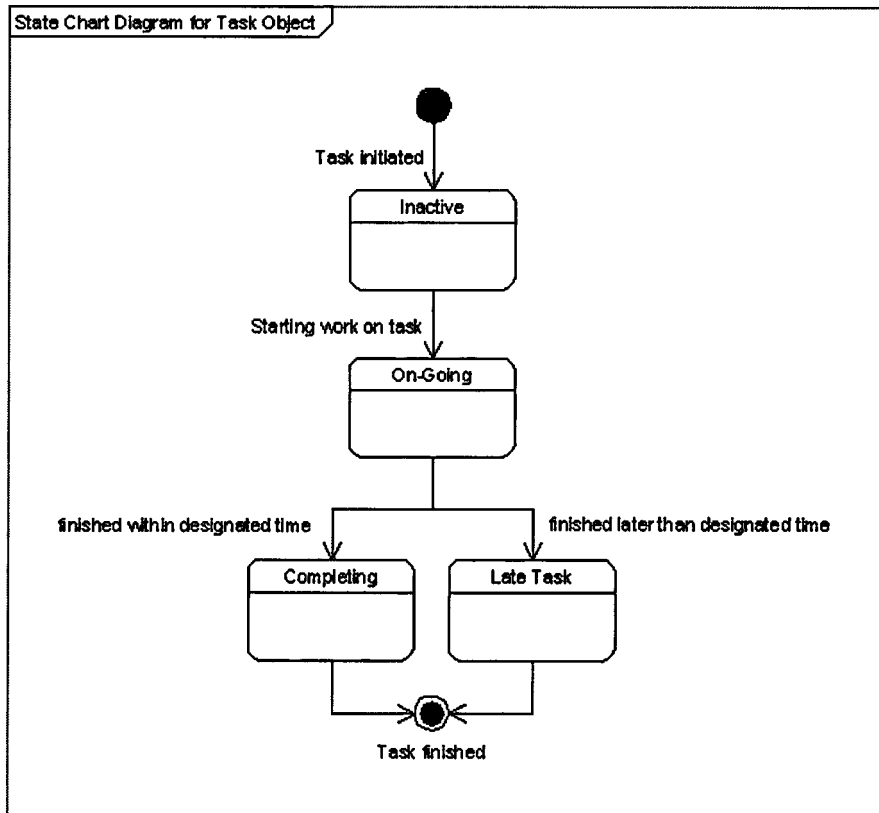 State Chart Diagram for Task Object
Task initiated
Inactive
Starting work on task
On-Going
finished within designated time
finished later than designated time
Completing
Late Task
Task finished